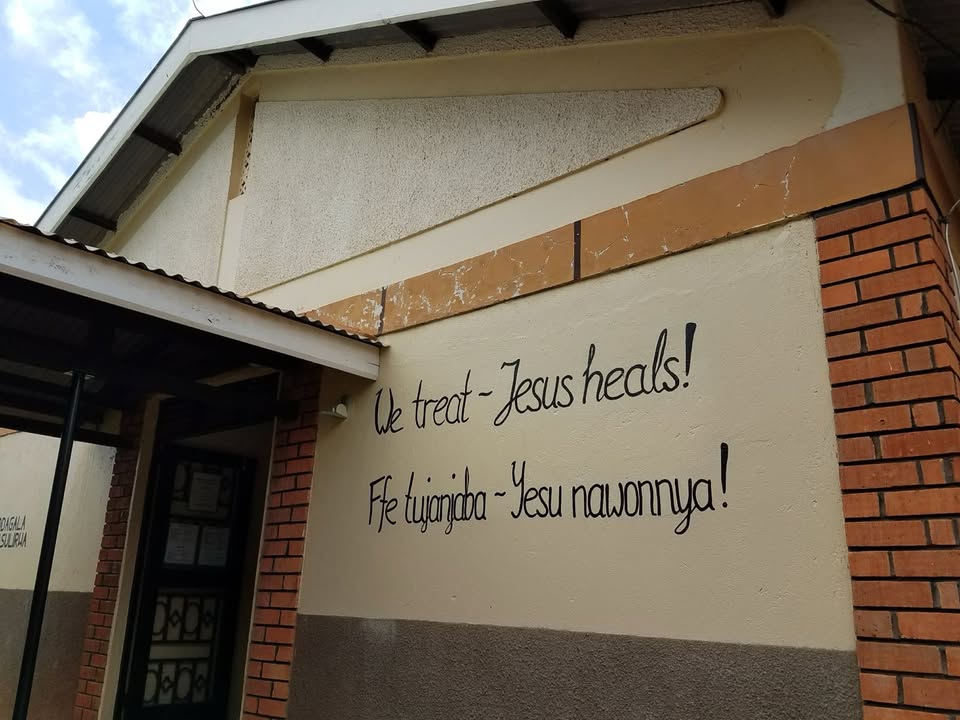 We treat ~ Jesus heals!
Ffe tujanjaba ~ Yesu nawonnya!